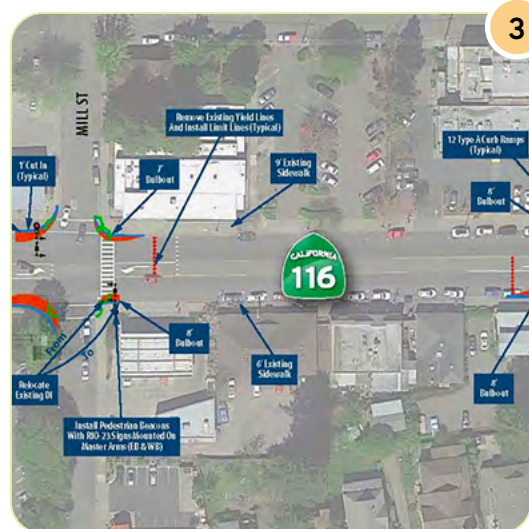 3
MILL ST
Remove Existing Yield Lines
And Install Limit Lines (Typical)
12 Type A Curb Ramps
(Typical)
1' Cut In
(Typical)
7'
Bulbout
9' Existing
Sidewalk
8'
Bulbout
CALIFORNIA
116
From
To
8'
Bulbout
6' Existing
Sidewalk
8'
Bulbout
Relocate
Existing DI
Install Pedestrian Beacons
With R10-23 Signs Mounted On
Master Arms (EB & WB)